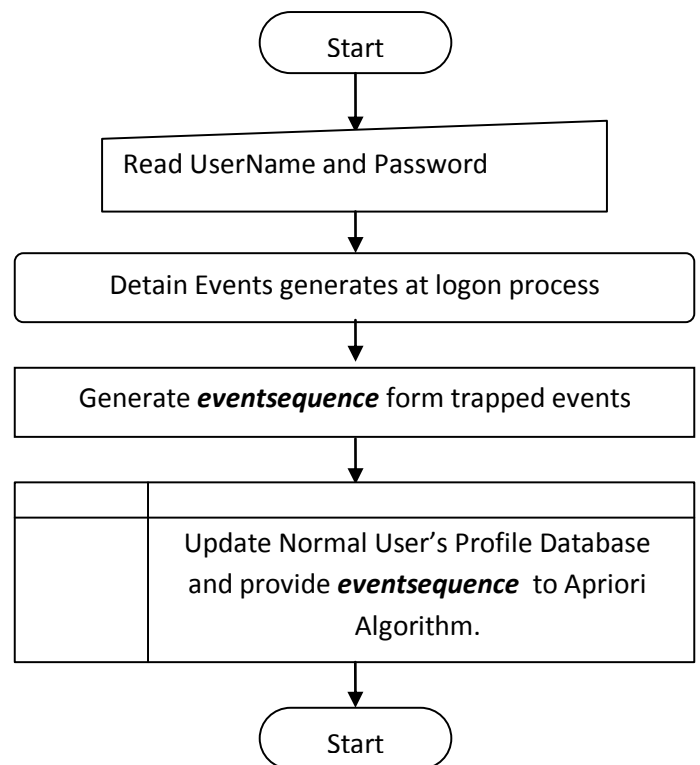 Start
Read UserName and Password
Detain Events generates at logon process
Generate eventsequence form trapped events
Update Normal User’s Profile Database
and provide eventsequence to Apriori
Algorithm.
Start